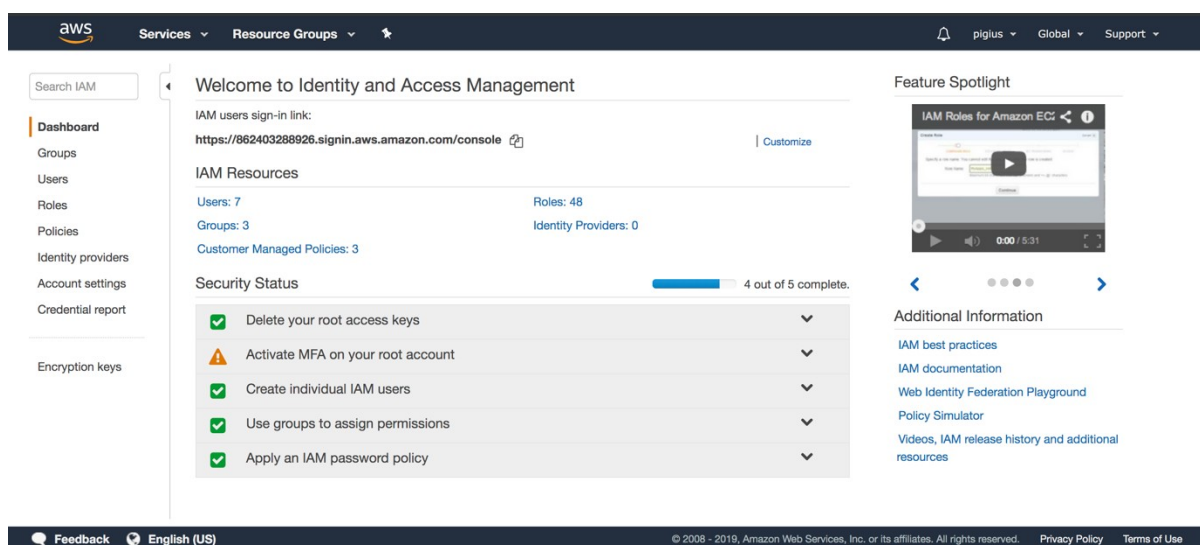 aws
Services
Resource Groups
pigius
Global
Support
Search IAM
Dashboard
Groups
Users
Roles
Policies
Identity providers
Account settings
Credential report
Encryption keys
Welcome to Identity and Access Management
IAM users sign-in link:
https://862403288926.signin.aws.amazon.com/console
Customize
IAM Resources
Users: 7
Roles: 48
Groups: 3
Identity Providers: 0
Customer Managed Policies: 3
Security Status
4 out of 5 complete.
Delete your root access keys
Activate MFA on your root account
Create individual IAM users
Use groups to assign permissions
Apply an IAM password policy
Feature Spotlight
IAM Roles for Amazon
0:00 / 5:31
Additional Information
IAM best practices
IAM documentation
Web Identity Federation Playground
Policy Simulator
Videos, IAM release history and additional
resources
Feedback
English (US)
© 2008 - 2019, Amazon Web Services, Inc. or its affiliates. All rights reserved.
Privacy Policy
Terms of Use